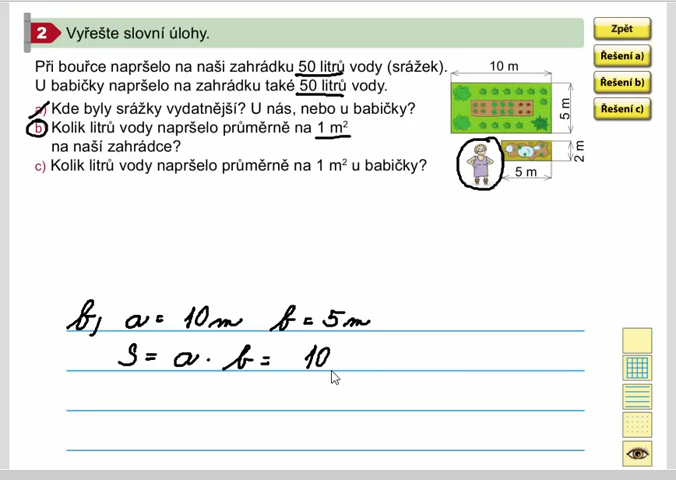 2 Vyřešte slovní úlohy.
Zpět
Řešení a)
Řešení b)
Řešení c)
Při bouřce napršelo na naši zahrádku 50 litrů vody (srážek).
U babičky napršelo na zahrádku také 50 litrů vody.
a) Kde byly srážky vydatnější? U nás, nebo u babičky?
b) Kolik litrů vody napršelo průměrně na 1 m²
na naší zahrádce?
c) Kolik litrů vody napršelo průměrně na 1 m² u babičky?
10 m
5 m
2 m
5 m
b, a = 10 m b = 5 m
S = a . b = 10